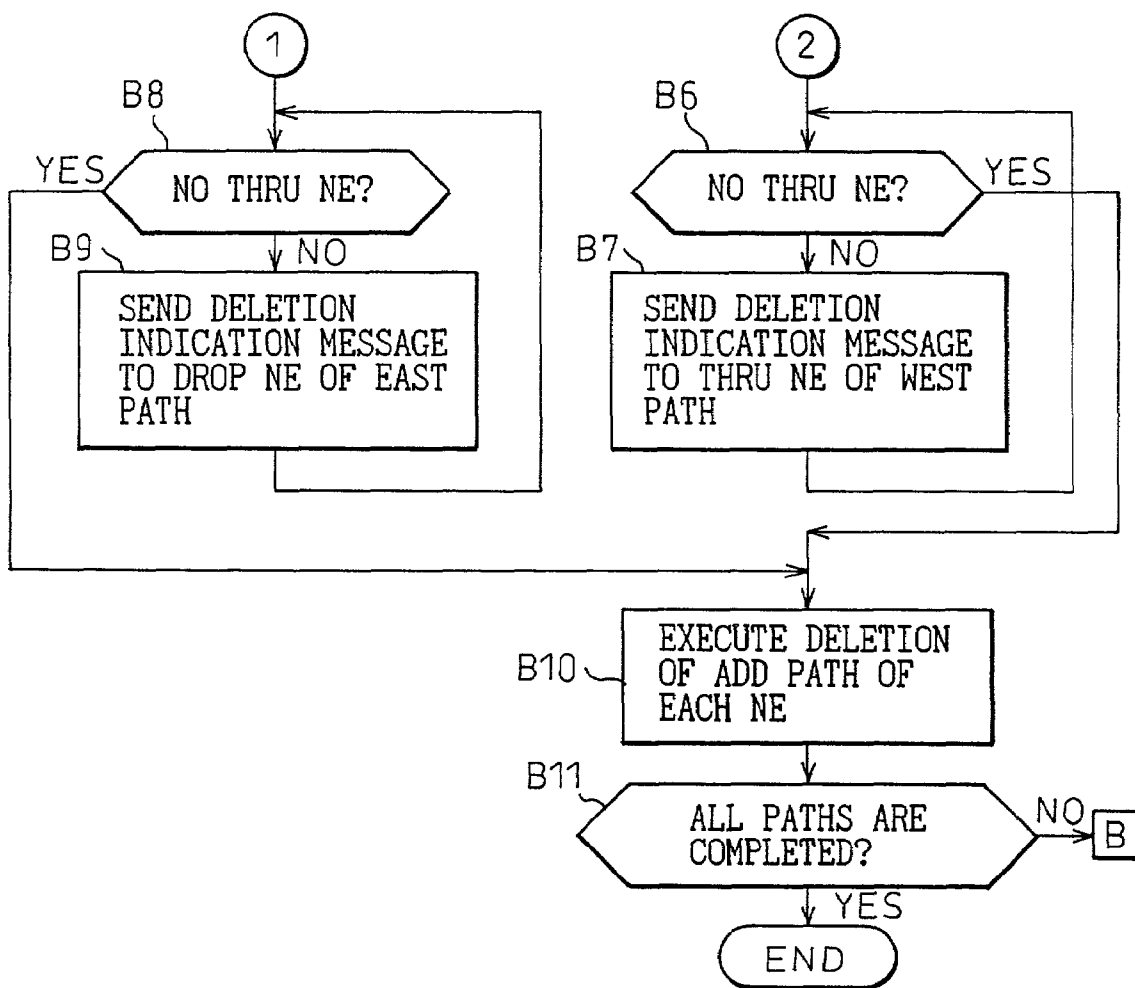 1
B8
YES
NO THRU NE?
B9
NO
SEND DELETION
INDICATION MESSAGE
TO DROP NE OF EAST
PATH
2
B6
YES
NO THRU NE?
B7
NO
SEND DELETION
INDICATION MESSAGE
TO THRU NE OF WEST
PATH
B10
EXECUTE DELETION
OF ADD PATH OF
EACH NE
B11
ALL PATHS ARE
COMPLETED?
NO
B
YES
END